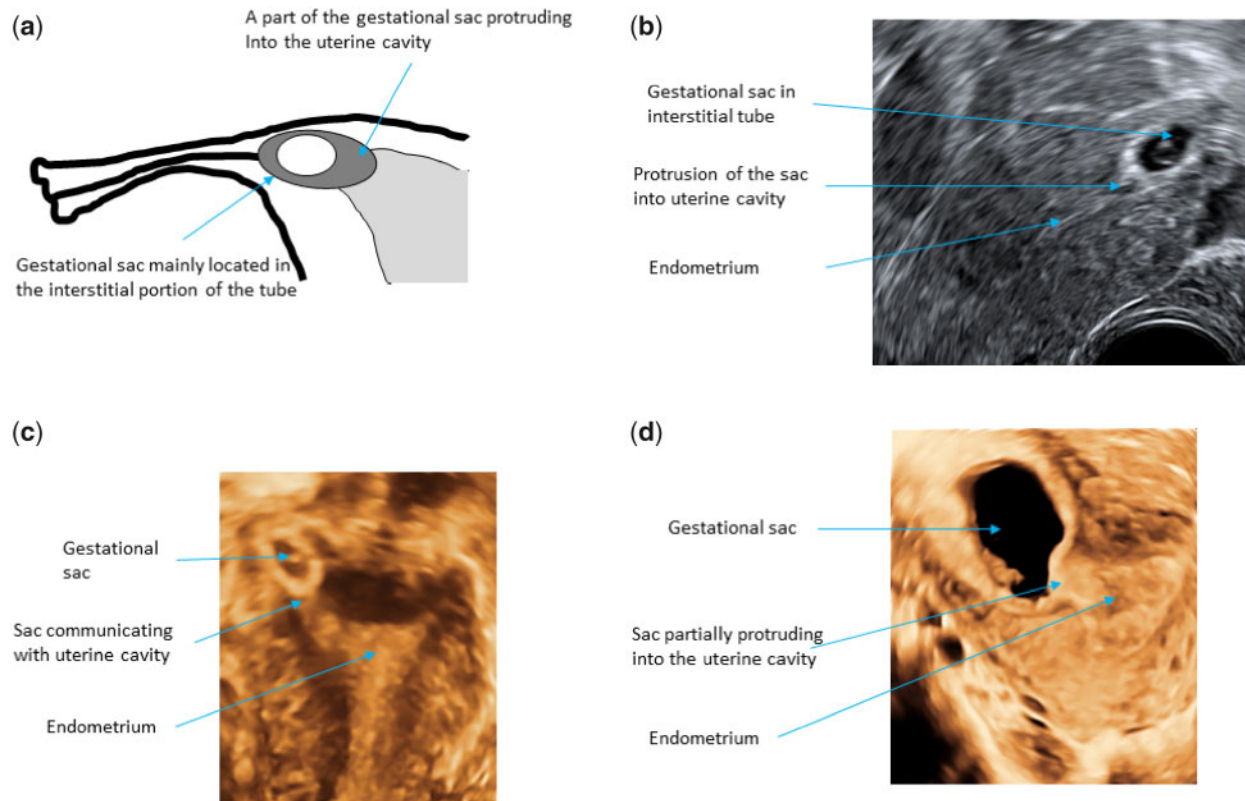 (a)
A part of the gestational sac protruding
Into the uterine cavity
Gestational sac mainly located in
the interstitial portion of the tube
(b)
Gestational sac in
interstitial tube
Protrusion of the sac
into uterine cavity
Endometrium
(c)
Gestational
sac
Sac communicating
with uterine cavity
Endometrium
(d)
Gestational sac
Sac partially protruding
into the uterine cavity
Endometrium